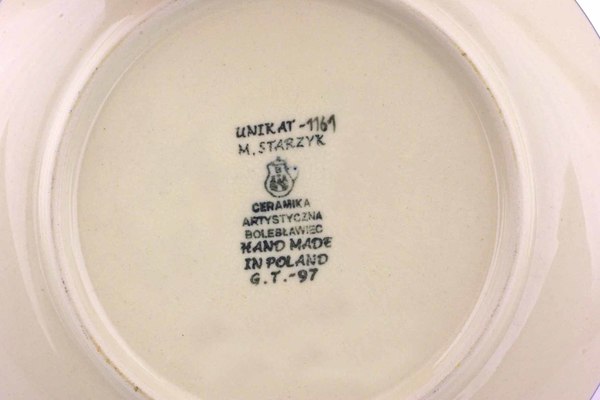 UNIKAT -1161
M. STARZYK
CERAMIKA
ARTYSTYCZNA
BOLESŁAWIEC
HAND MADE
IN POLAND
G.T.-97